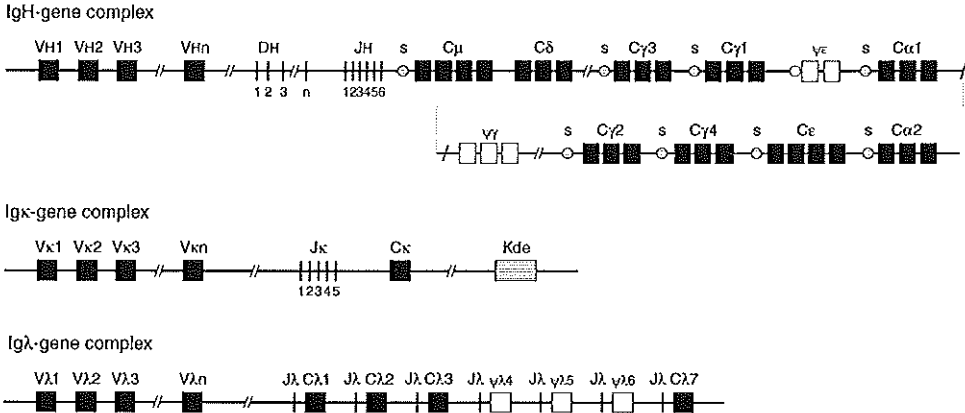 IgH-gene complex
VH1 VH2 VH3 VHn DH JH s Cμ Cδ s Cγ3 s Cγ1 ψε s Cα1
1 2 3 n 123456
ψγ s Cγ2 s Cγ4 s Cε s Cα2
Igκ-gene complex
Vκ1 Vκ2 Vκ3 Vκn Jκ Cκ Kde
12345
Igλ-gene complex
Vλ1 Vλ2 Vλ3 Vλn Jλ Cλ1 Jλ Cλ2 Jλ Cλ3 Jλ ψλ4 Jλ ψλ5 Jλ ψλ6 Jλ Cλ7